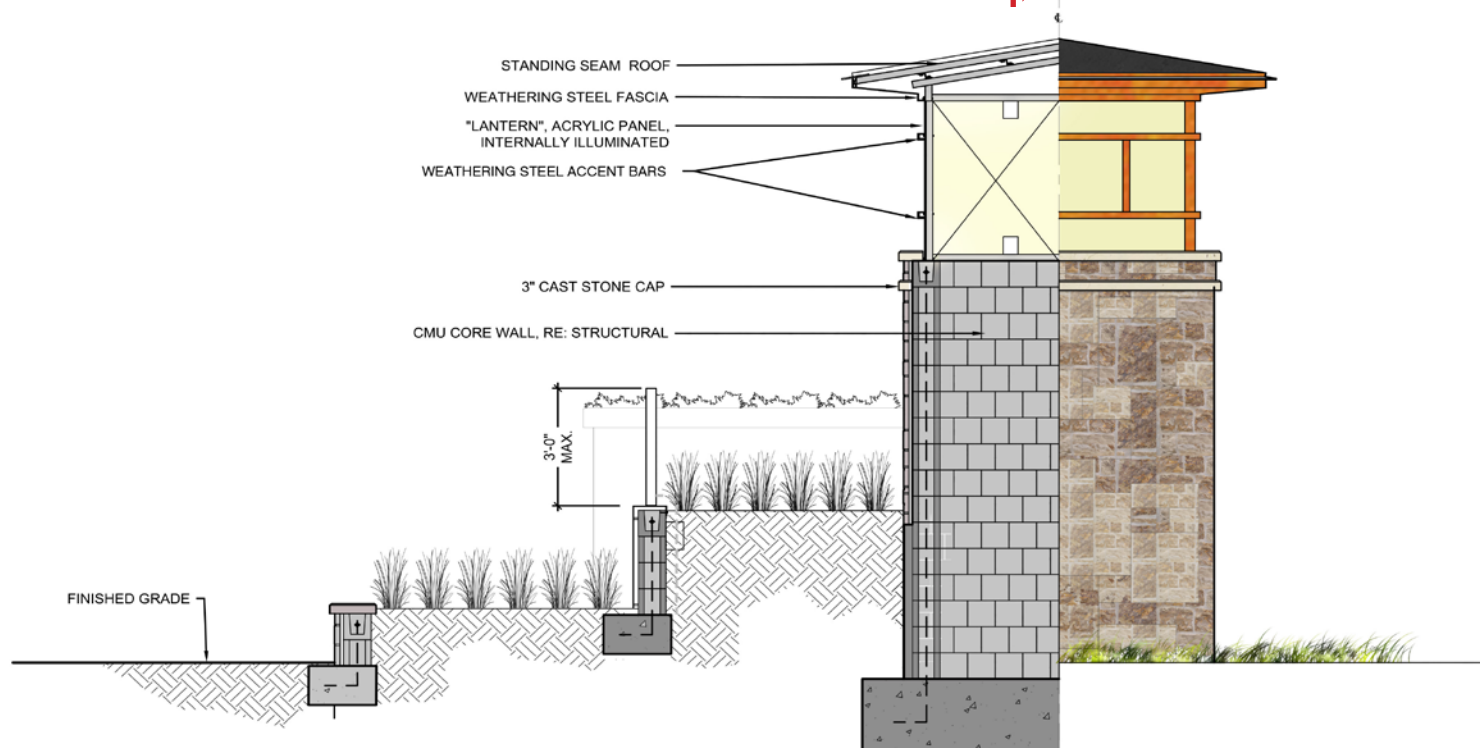 ℄
STANDING SEAM ROOF
WEATHERING STEEL FASCIA
"LANTERN", ACRYLIC PANEL,
INTERNALLY ILLUMINATED
WEATHERING STEEL ACCENT BARS
3" CAST STONE CAP
CMU CORE WALL, RE: STRUCTURAL
3'-0"
MAX.
FINISHED GRADE